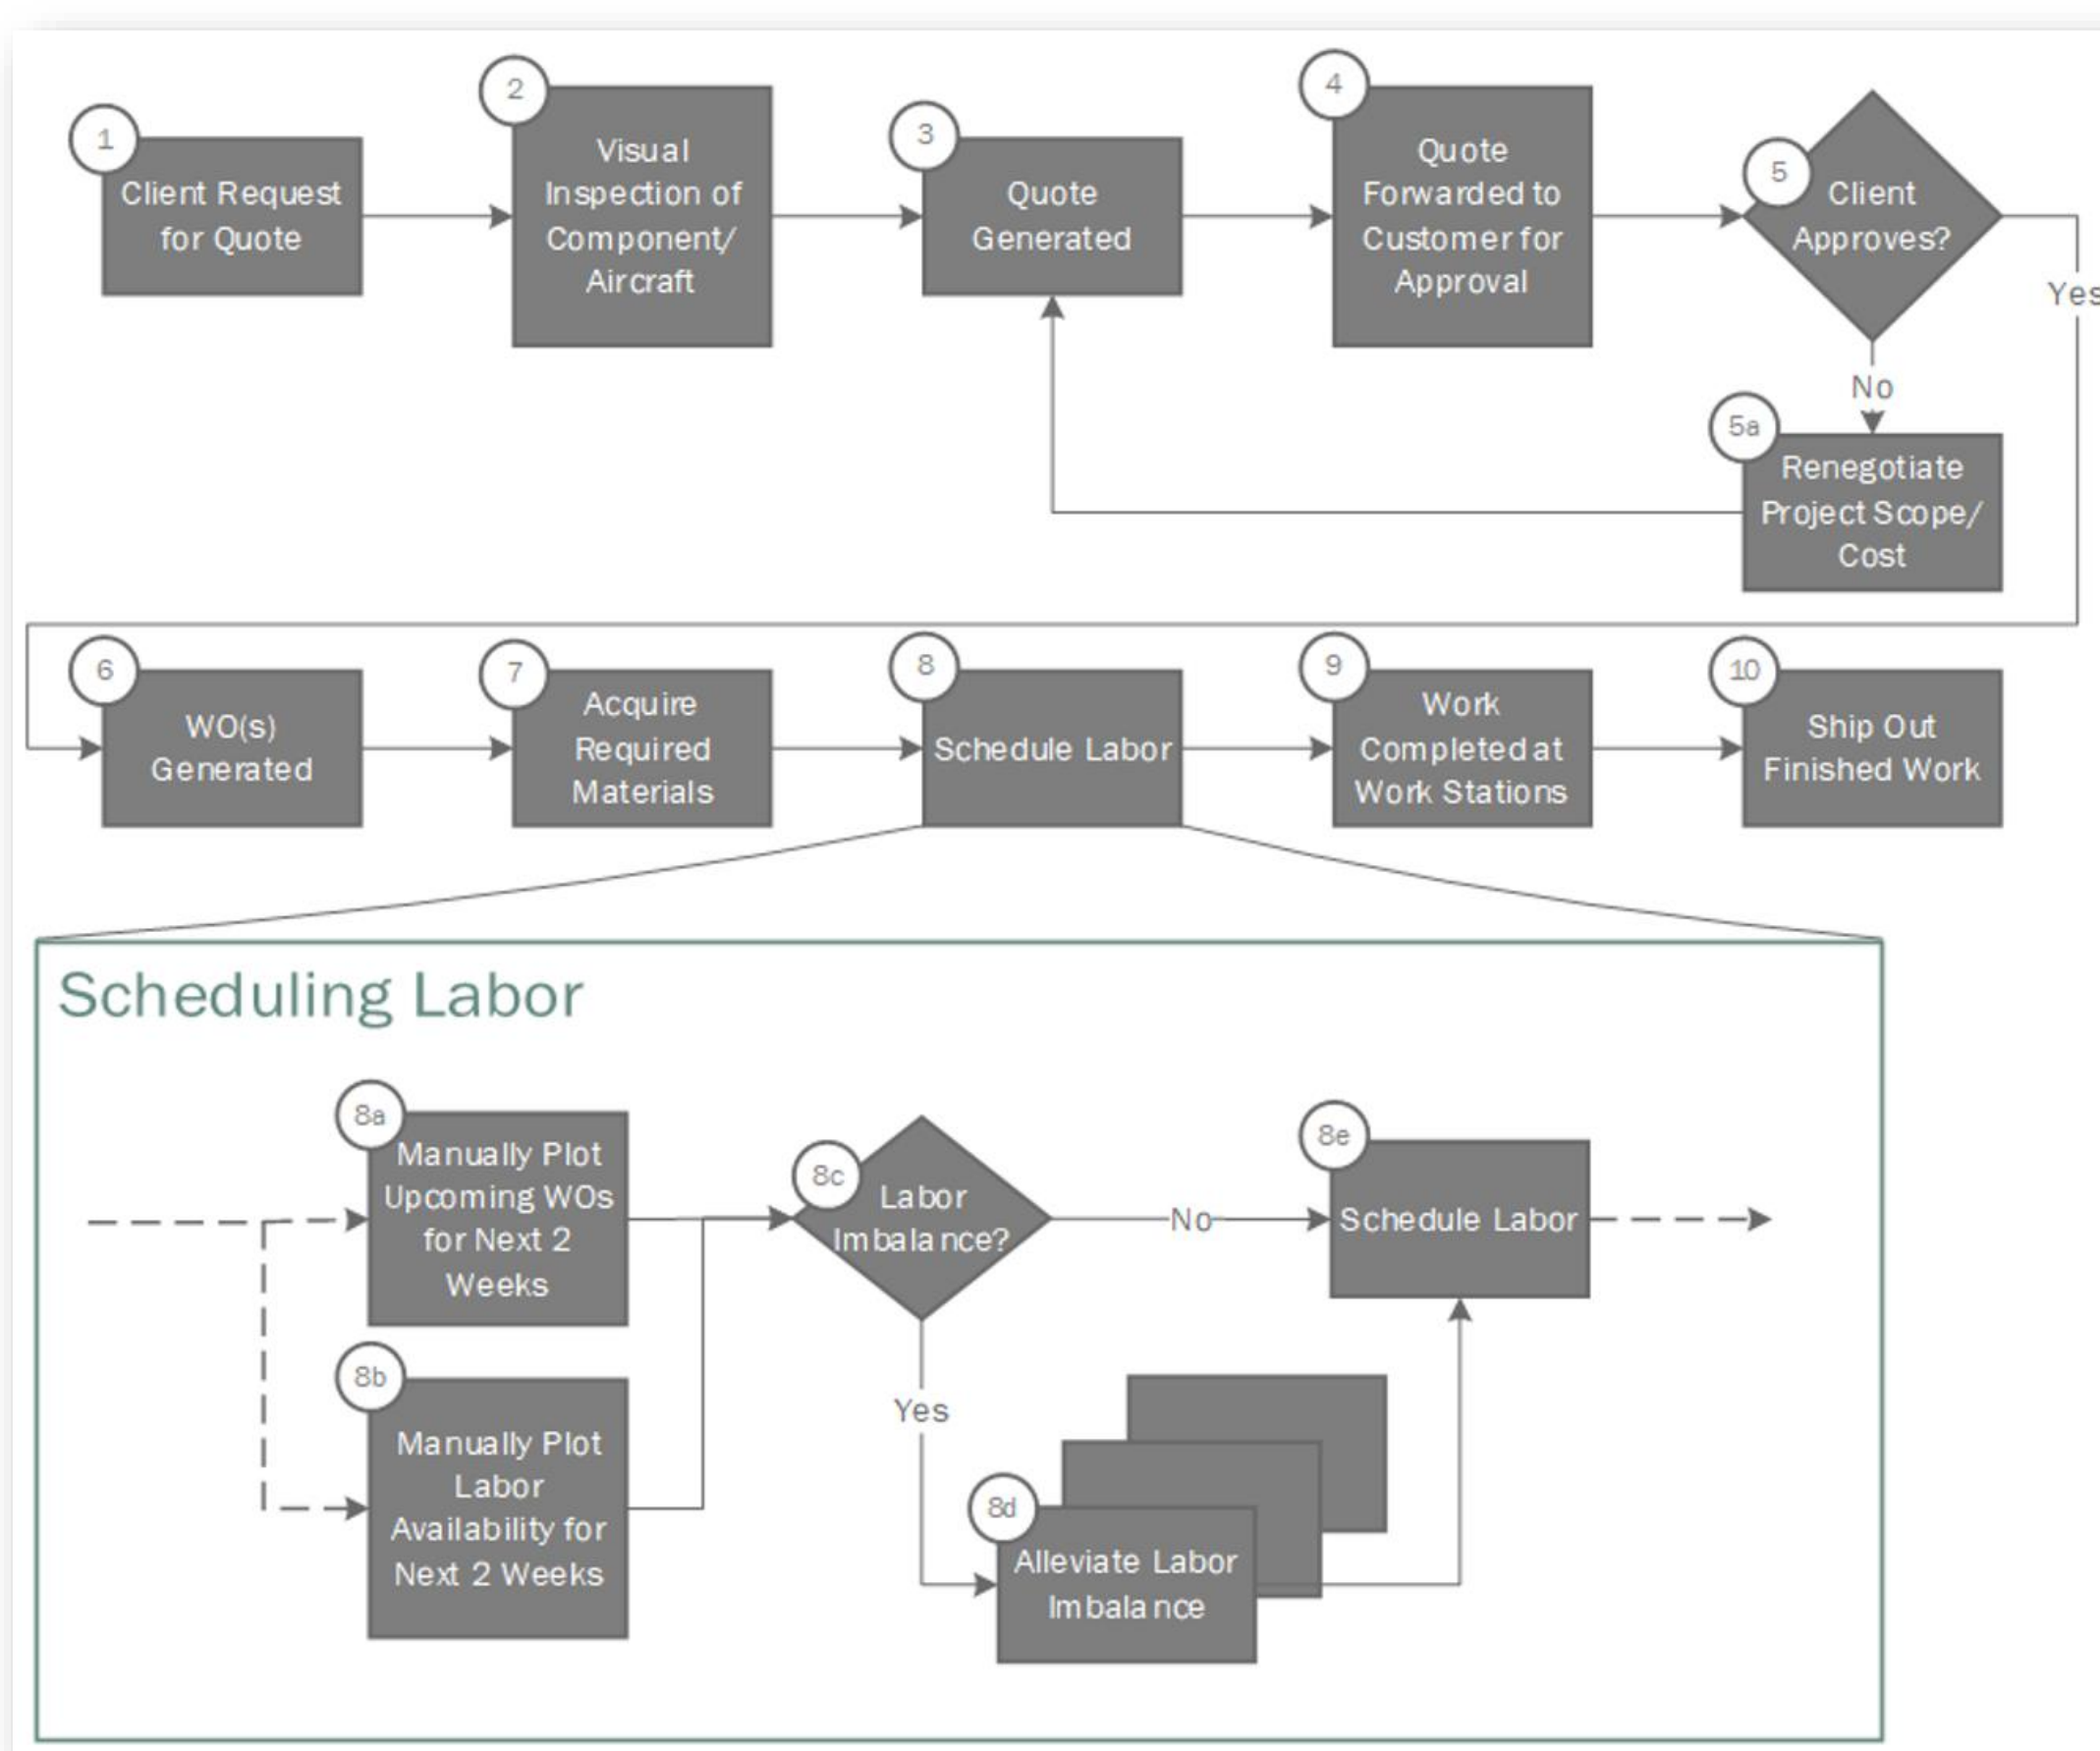 1
Client Request
for Quote
2
Visual
Inspection of
Component/
Aircraft
3
Quote
Generated
4
Quote
Forwarded to
Customer for
Approval
5
Client
Approves?
Yes
No
5a
Renegotiate
Project Scope/
Cost
6
WO(s)
Generated
7
Acquire
Required
Materials
8
Schedule Labor
9
Work
Completed at
Work Stations
10
Ship Out
Finished Work
Scheduling Labor
8a
Manually Plot
Upcoming WOs
for Next 2
Weeks
8b
Manually Plot
Labor
Availability for
Next 2 Weeks
8c
Labor
Imbalance?
No
Yes
8d
Alleviate Labor
Imbalance
8e
Schedule Labor